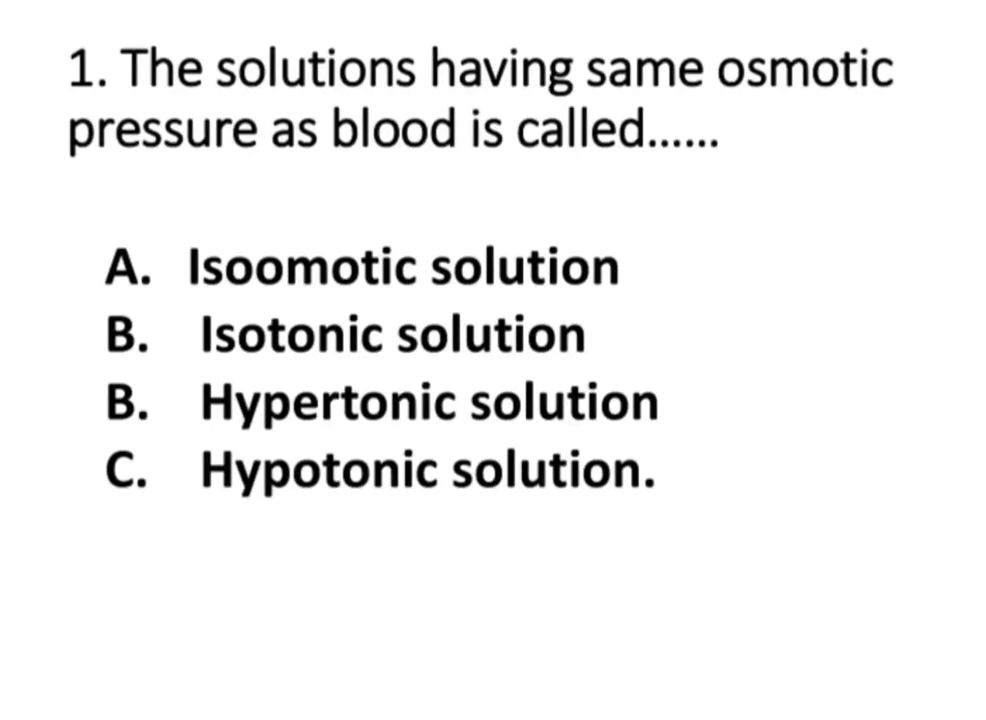 1. The solutions having same osmotic
pressure as blood is called......
A. Isoomotic solution
B. Isotonic solution
B. Hypertonic solution
C. Hypotonic solution.